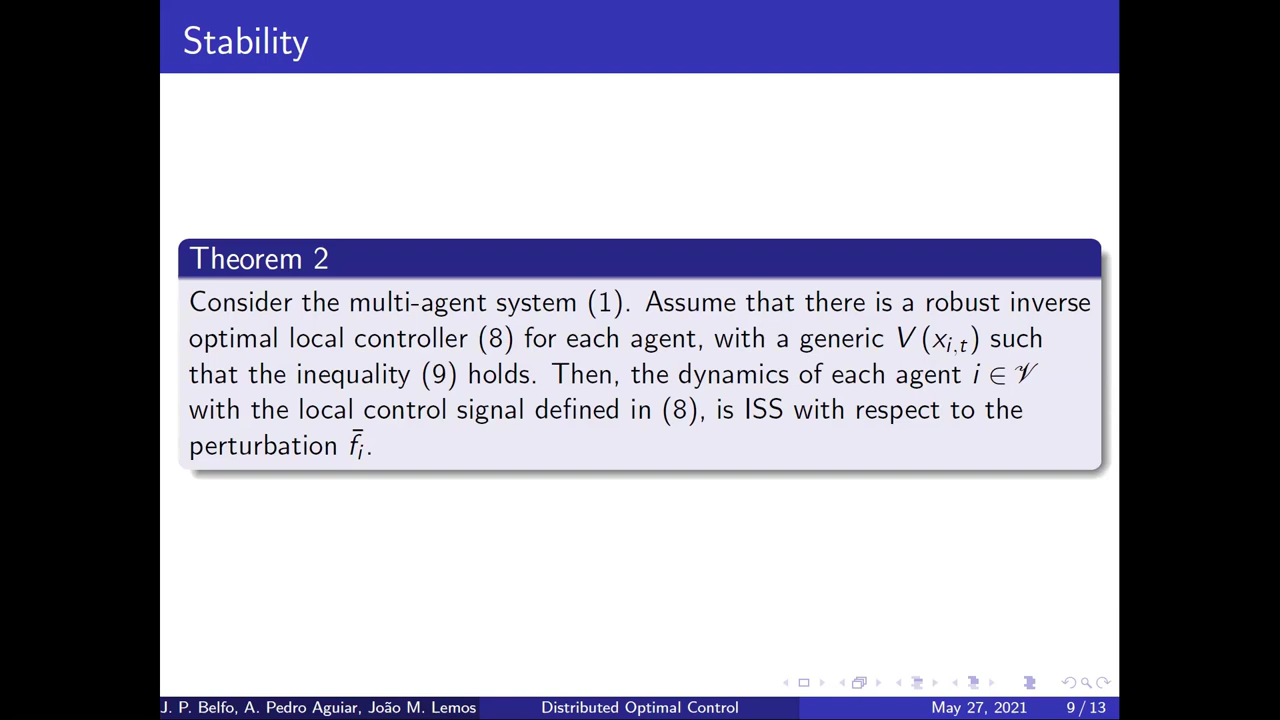 Stability
Theorem 2
Consider the multi-agent system (1). Assume that there is a robust inverse
optimal local controller (8) for each agent, with a generic V(x_{i,t}) such
that the inequality (9) holds. Then, the dynamics of each agent i ∈ 𝒱
with the local control signal defined in (8), is ISS with respect to the
perturbation f̄_i.
J. P. Belfo, A. Pedro Aguiar, João M. Lemos
Distributed Optimal Control
May 27, 2021
9 / 13